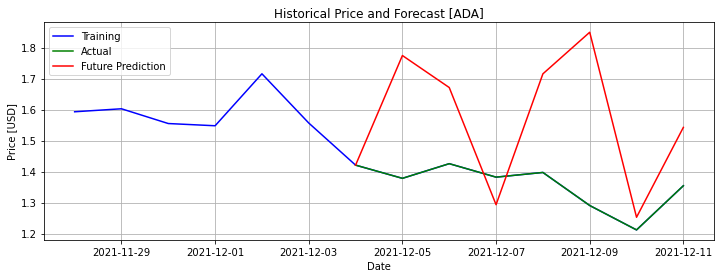 Historical Price and Forecast [ADA]
Training
Actual
Future Prediction
Price [USD]
1.8
1.7
1.6
1.5
1.4
1.3
1.2
2021-11-29 2021-12-01 2021-12-03 2021-12-05 2021-12-07 2021-12-09 2021-12-11
Date